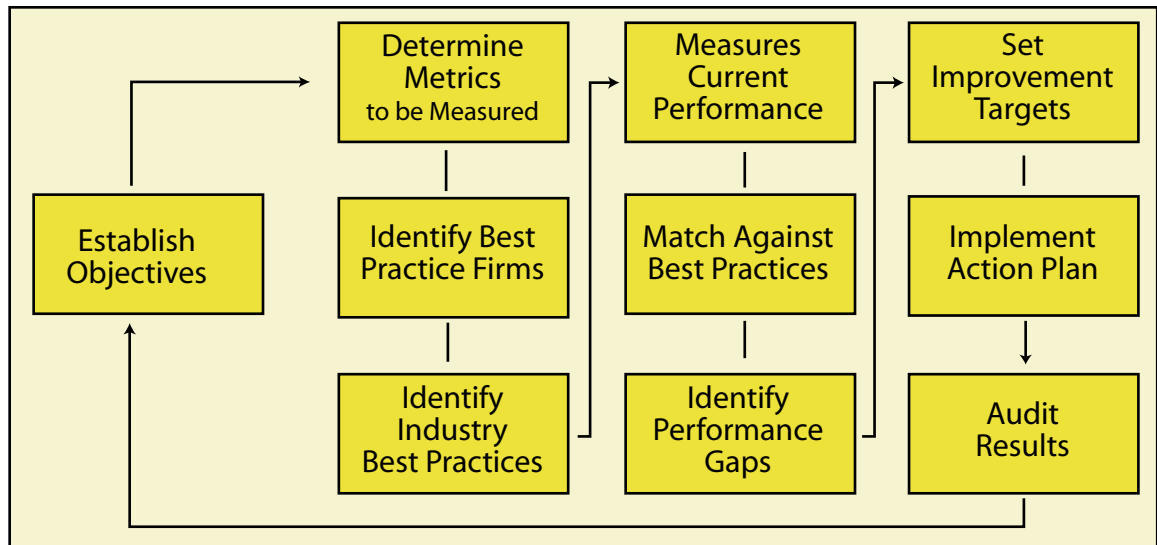 Establish
Objectives
Determine
Metrics
to be Measured
Identify Best
Practice Firms
Identify
Industry
Best Practices
Measures
Current
Performance
Match Against
Best Practices
Identify
Performance
Gaps
Set
Improvement
Targets
Implement
Action Plan
Audit
Results